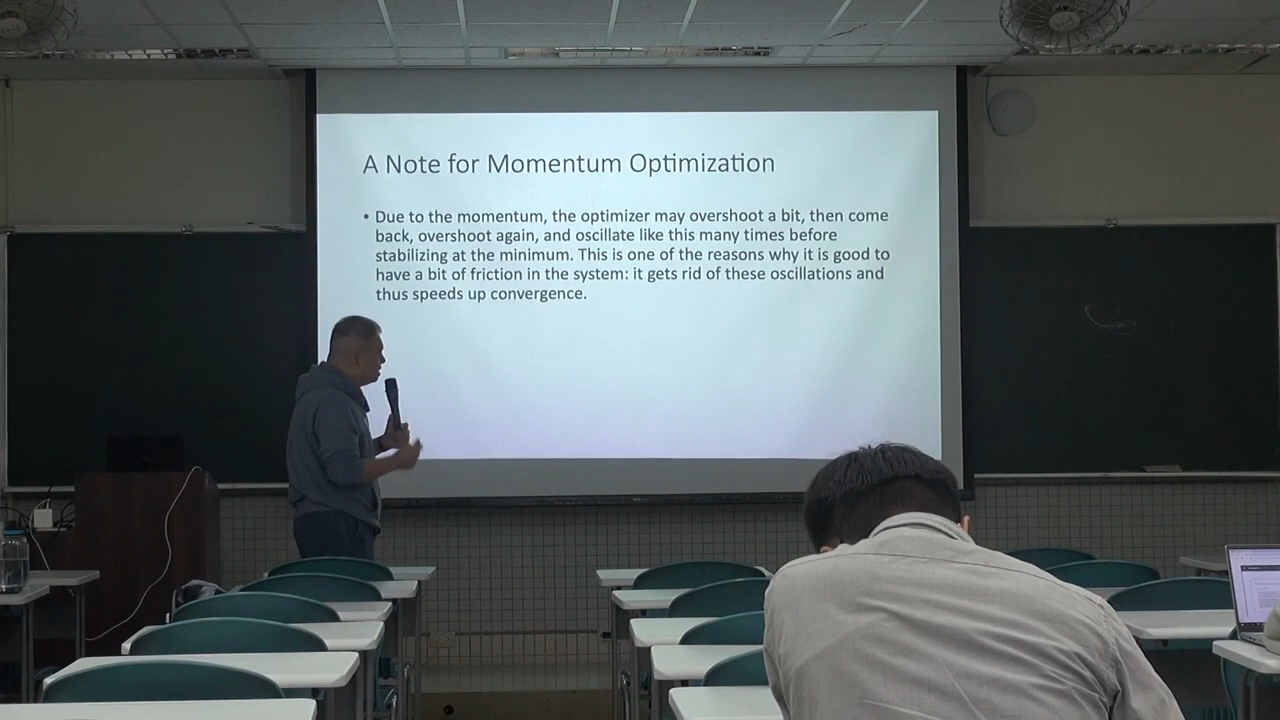 A Note for Momentum Optimization
• Due to the momentum, the optimizer may overshoot a bit, then come
back, overshoot again, and oscillate like this many times before
stabilizing at the minimum. This is one of the reasons why it is good to
have a bit of friction in the system: it gets rid of these oscillations and
thus speeds up convergence.